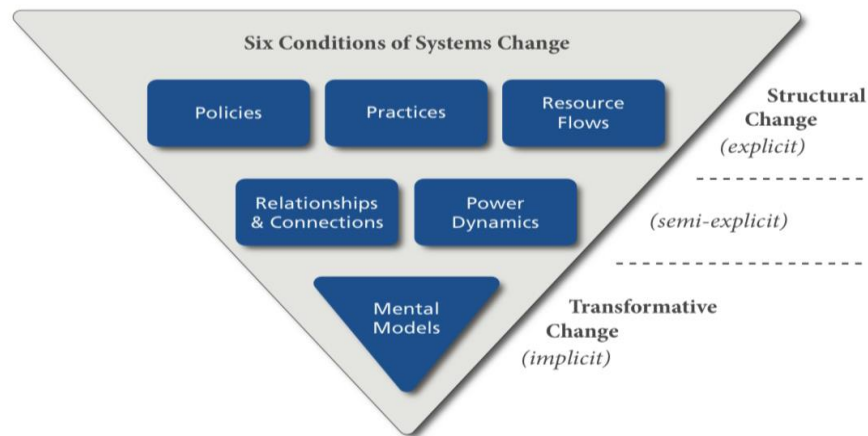 Six Conditions of Systems Change
Policies
Practices
Resource
Flows
Structural
Change
(explicit)
Relationships
& Connections
Power
Dynamics
(semi-explicit)
Mental
Models
Transformative
Change
(implicit)